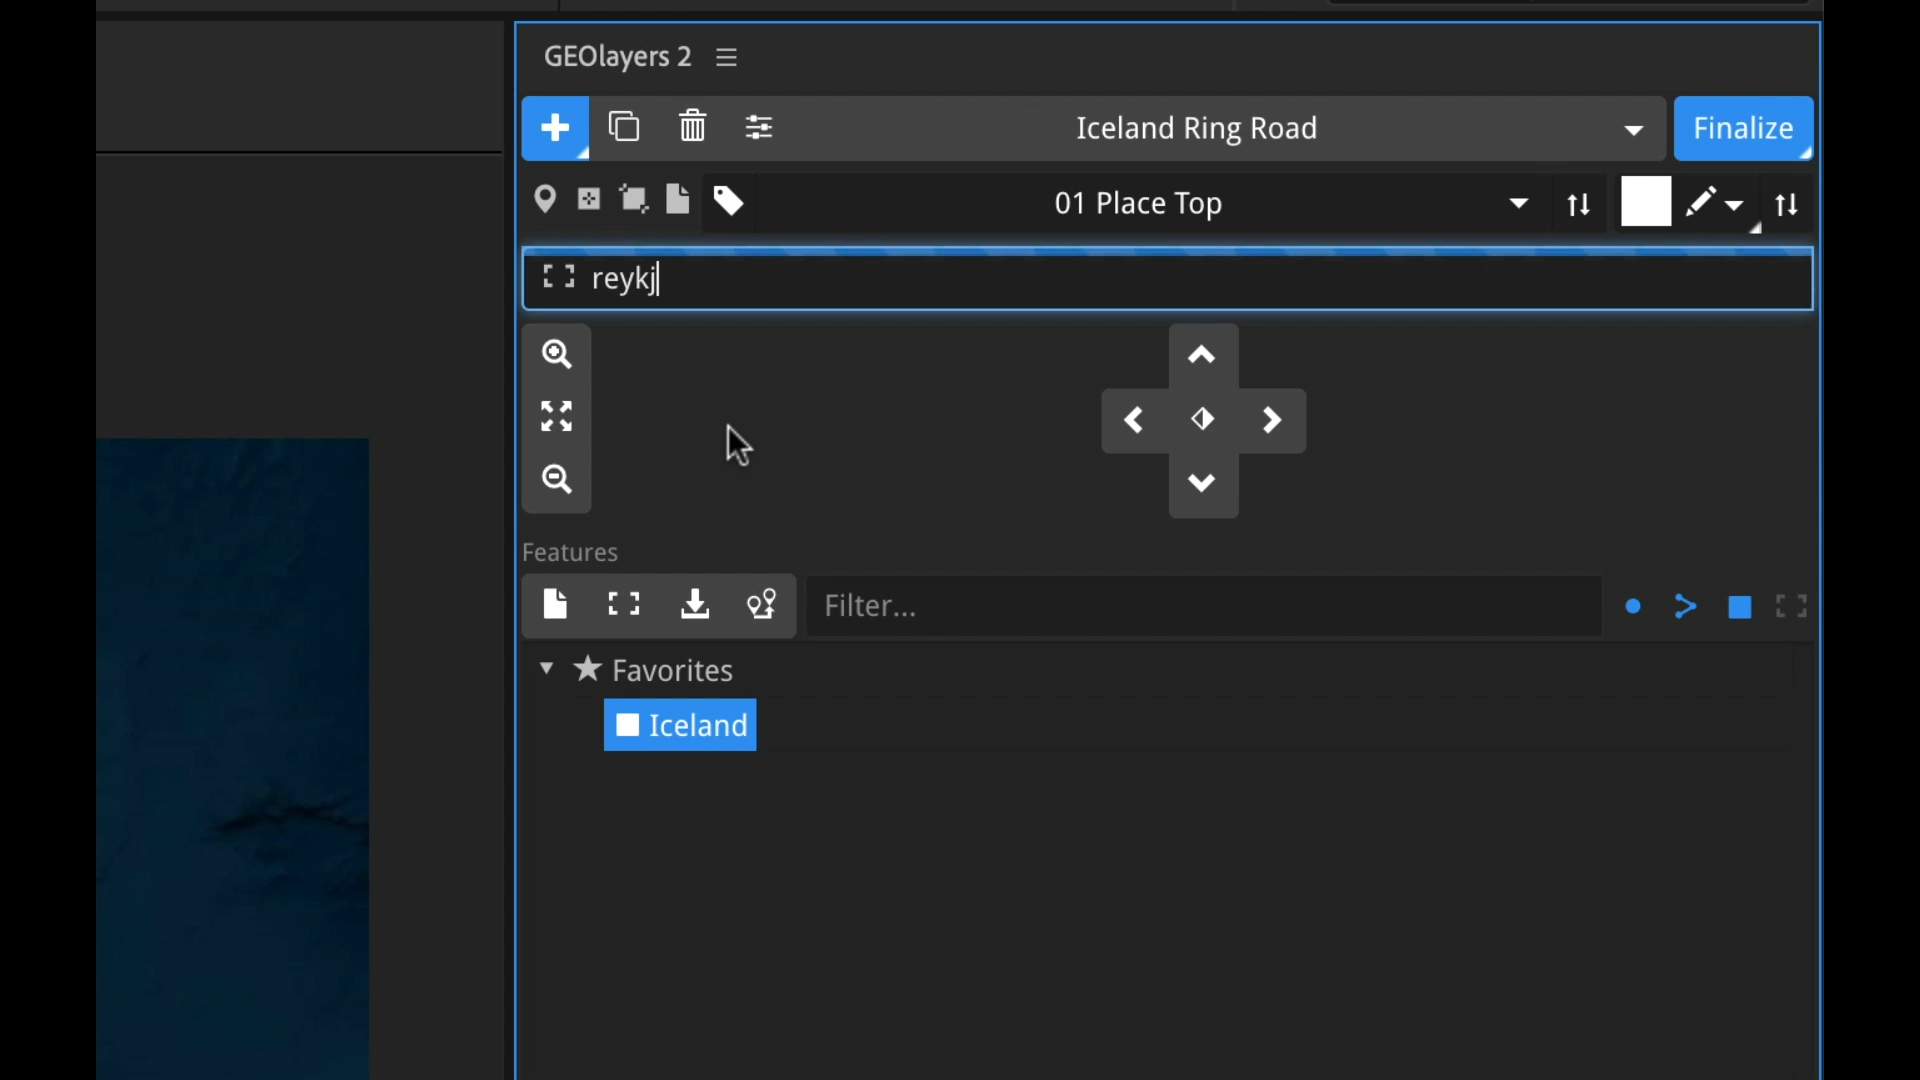 GEOlayers 2
Iceland Ring Road
Finalize
01 Place Top
reykj
Features
Filter...
Favorites
Iceland